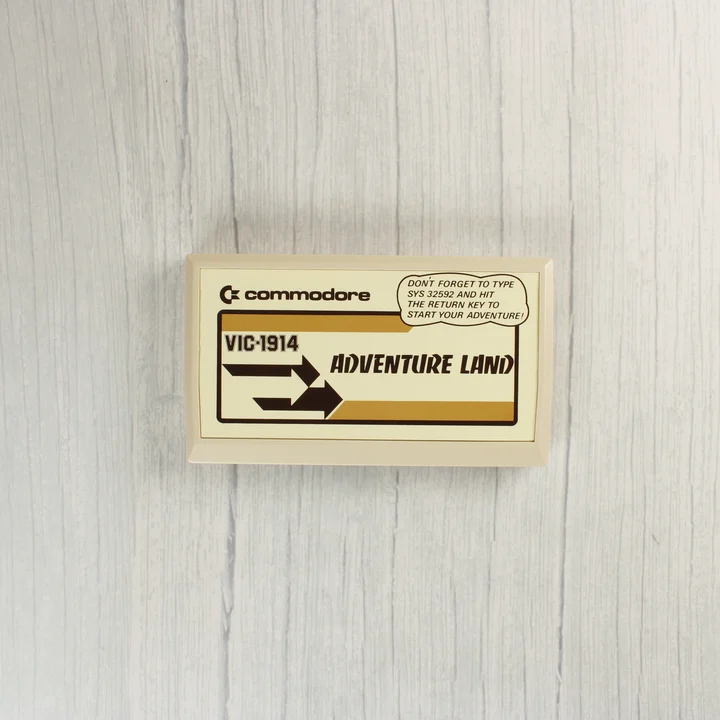 commodore
DON'T FORGET TO TYPE
SYS 32592 AND HIT
THE RETURN KEY TO
START YOUR ADVENTURE!
VIC-1914
ADVENTURE LAND